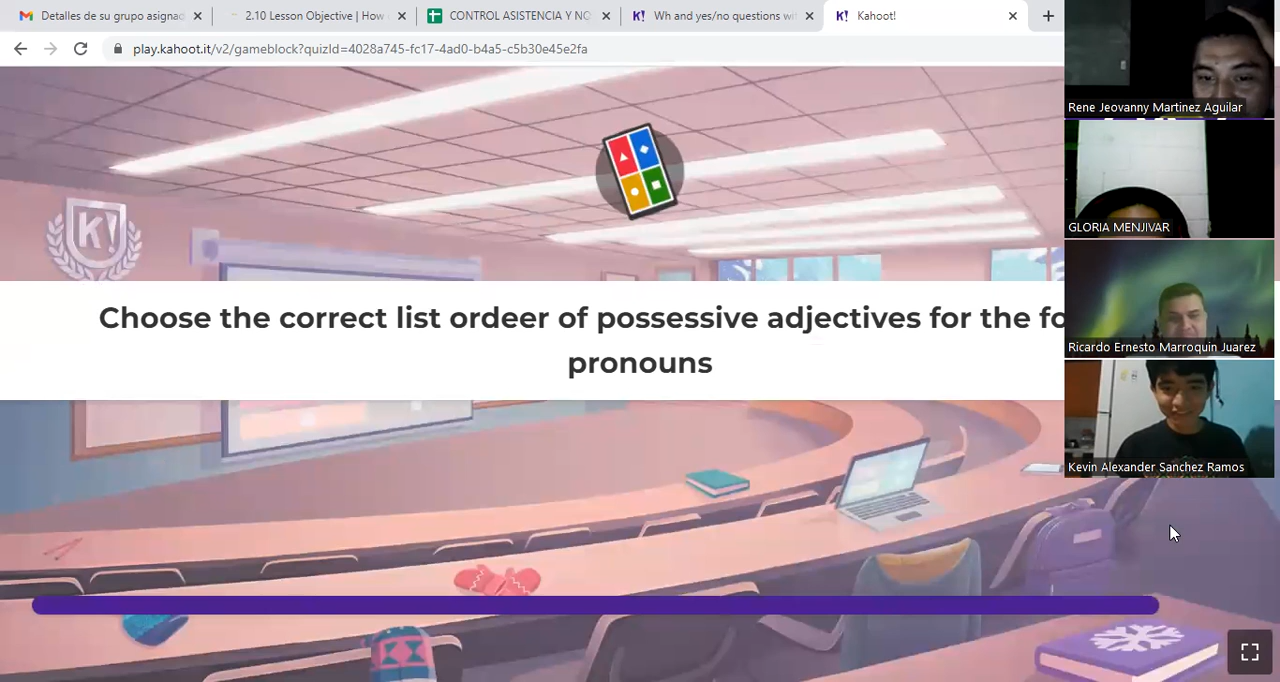 Detalles de su grupo asignad
2.10 Lesson Objective | How
CONTROL ASISTENCIA Y NO
K! Wh and yes/no questions wi
K! Kahoot!
play.kahoot.it/v2/gameblock?quizId=4028a745-fc17-4ad0-b4a5-c5b30e45e2fa
K!
Choose the correct list ordeer of possessive adjectives for the fo
pronouns
Rene Jeovanny Martinez Aguilar
GLORIA MENJIVAR
Ricardo Ernesto Marroquin Juarez
Kevin Alexander Sanchez Ramos